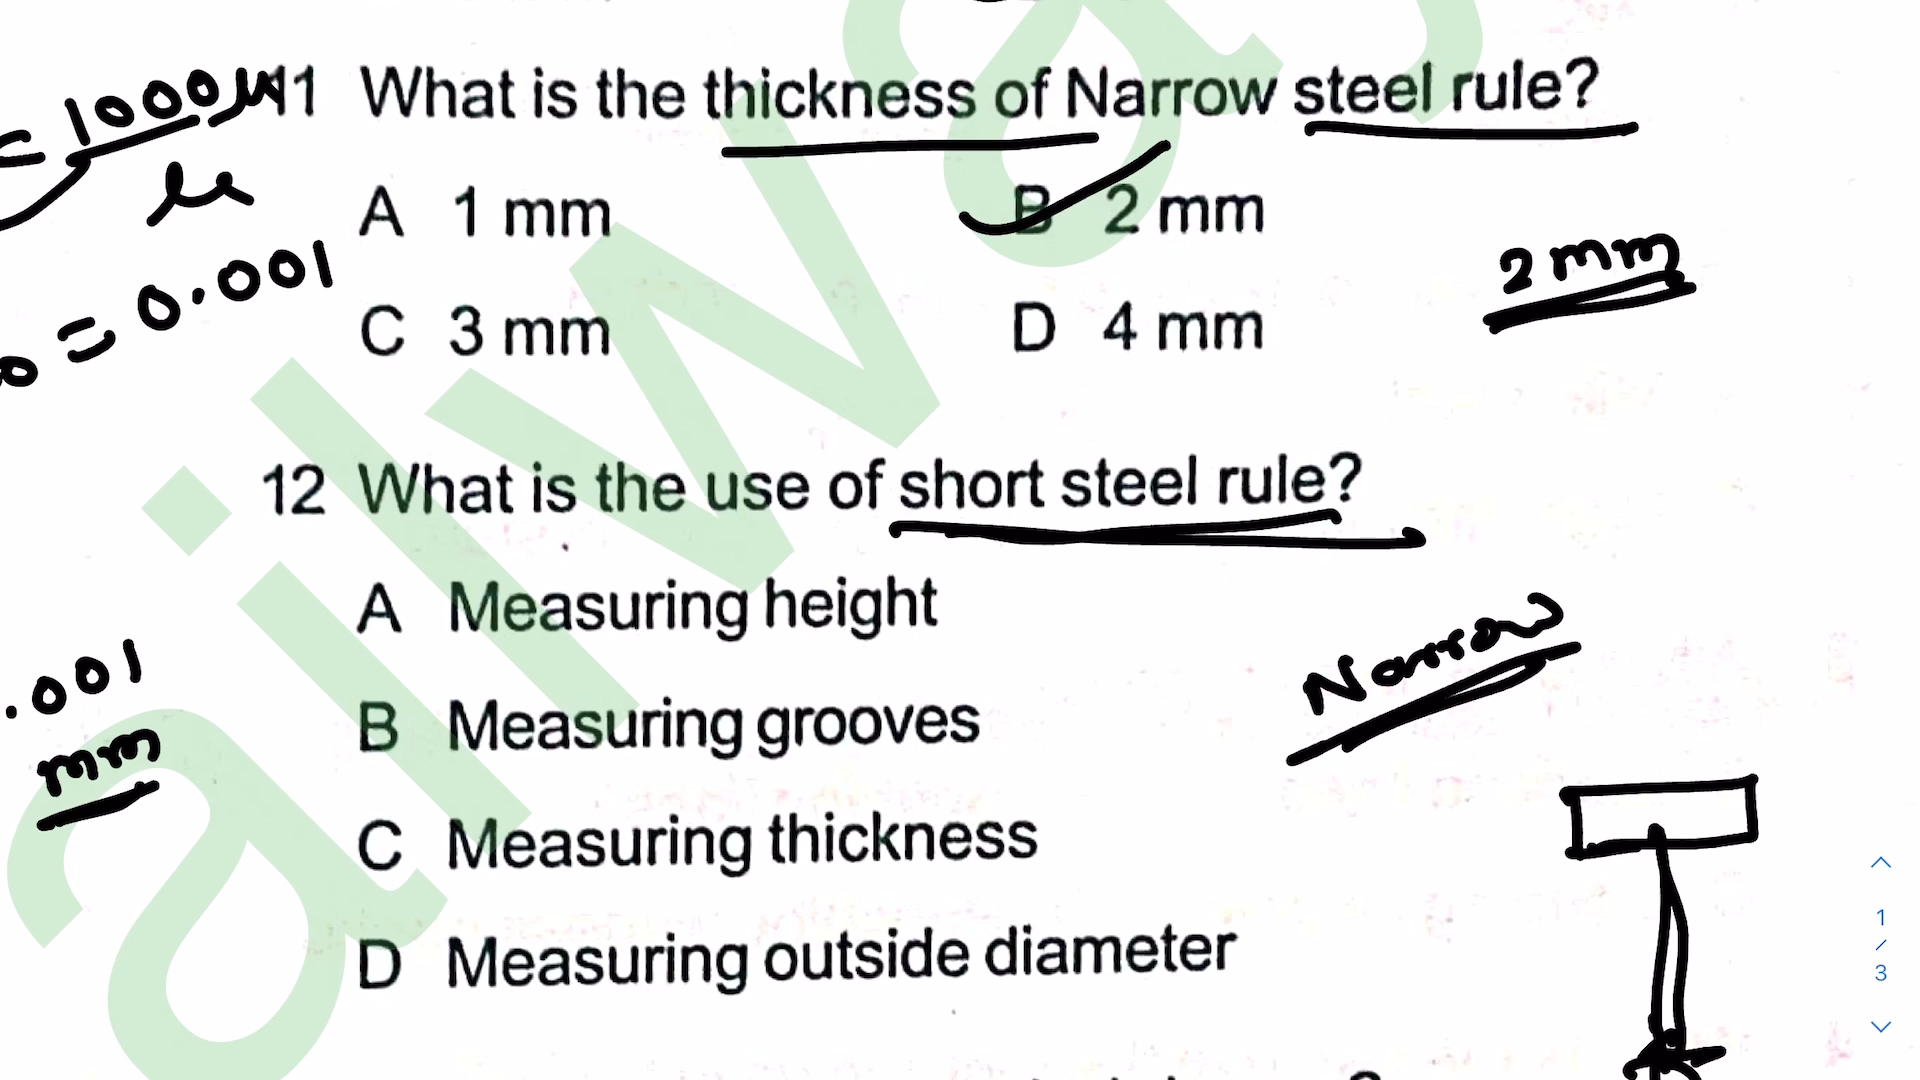 = 1000 µ
11 What is the thickness of Narrow steel rule?
A 1 mm B 2 mm
2 mm
= 0.001
C 3 mm D 4 mm
12 What is the use of short steel rule?
A Measuring height
Narrow
.001
mm
B Measuring grooves
C Measuring thickness
D Measuring outside diameter
1
/
3
ailwa